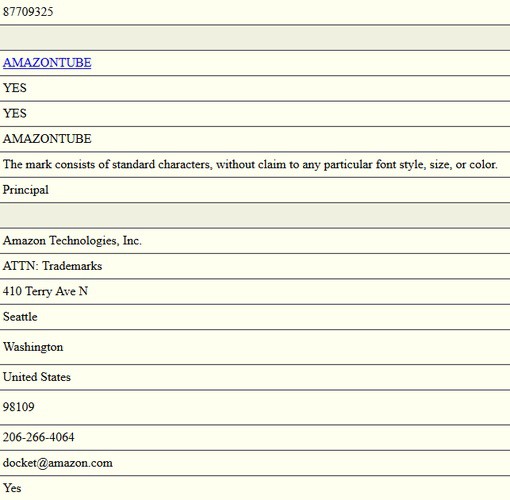 87709325
AMAZONTUBE
YES
YES
AMAZONTUBE
The mark consists of standard characters, without claim to any particular font style, size, or color.
Principal
Amazon Technologies, Inc.
ATTN: Trademarks
410 Terry Ave N
Seattle
Washington
United States
98109
206-266-4064
docket@amazon.com
Yes